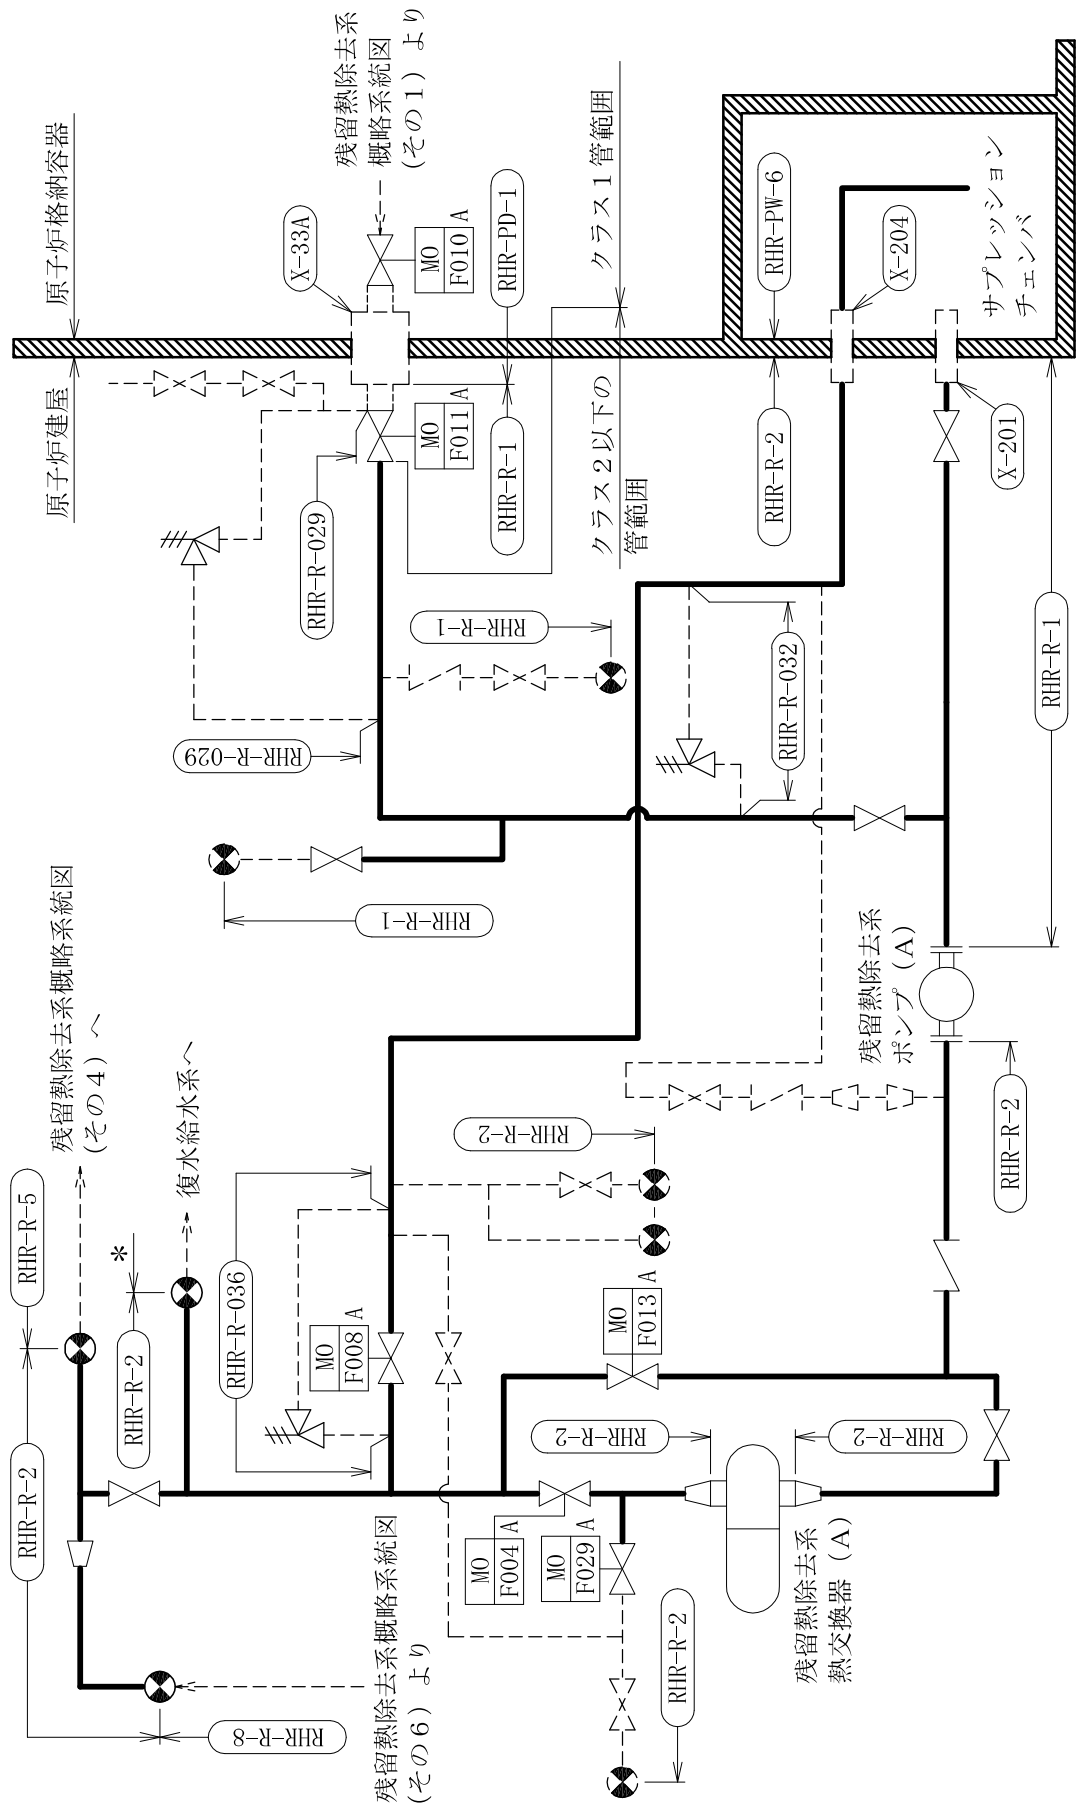 原子炉格納容器
原子炉建屋
残留熱除去系
概略系統図
(その1) より
X-33A
MO
F010
A
RHR-PD-1
クラス1管範囲
クラス2以下の
管範囲
MO
F011
A
RHR-R-1
RHR-R-029
RHR-R-029
RHR-R-1
RHR-R-1
RHR-PW-6
RHR-R-2
X-204
X-201
サプレッション
チェンバ
RHR-R-1
RHR-R-032
残留熱除去系
ポンプ (A)
RHR-R-2
残留熱除去系概略系統図
(その4) へ
復水給水系へ
RHR-R-5
RHR-R-2
RHR-R-2
*
RHR-R-8
RHR-R-036
RHR-R-2
MO
F008
A
MO
F013
A
MO
F004
A
MO
F029
A
RHR-R-2
RHR-R-2
RHR-R-2
残留熱除去系
熱交換器 (A)
残留熱除去系概略系統図
(その6) より